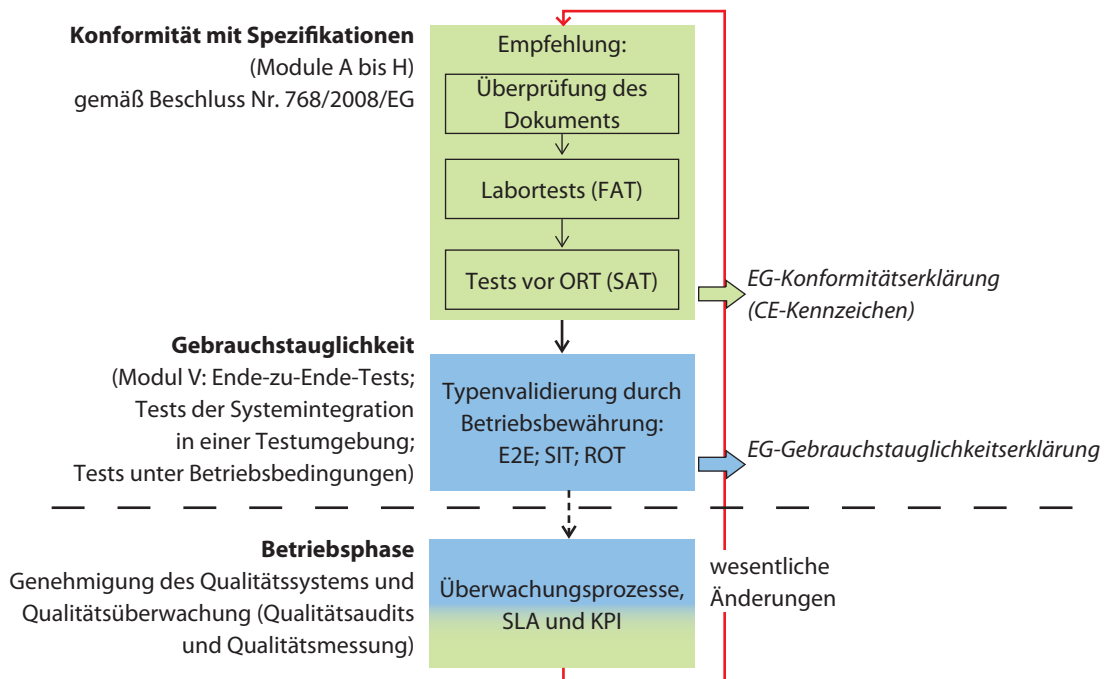 Konformität mit Spezifikationen
(Module A bis H)
gemäß Beschluss Nr. 768/2008/EG
Empfehlung:
Überprüfung des
Dokuments
Labortests (FAT)
Tests vor ORT (SAT)
EG-Konformitätserklärung
(CE-Kennzeichen)
Gebrauchstauglichkeit
(Modul V: Ende-zu-Ende-Tests;
Tests der Systemintegration
in einer Testumgebung;
Tests unter Betriebsbedingungen)
Typenvalidierung durch
Betriebsbewährung:
E2E; SIT; ROT
EG-Gebrauchstauglichkeitserklärung
Betriebsphase
Genehmigung des Qualitätssystems und
Qualitätsüberwachung (Qualitätsaudits
und Qualitätsmessung)
Überwachungsprozesse,
SLA und KPI
wesentliche
Änderungen